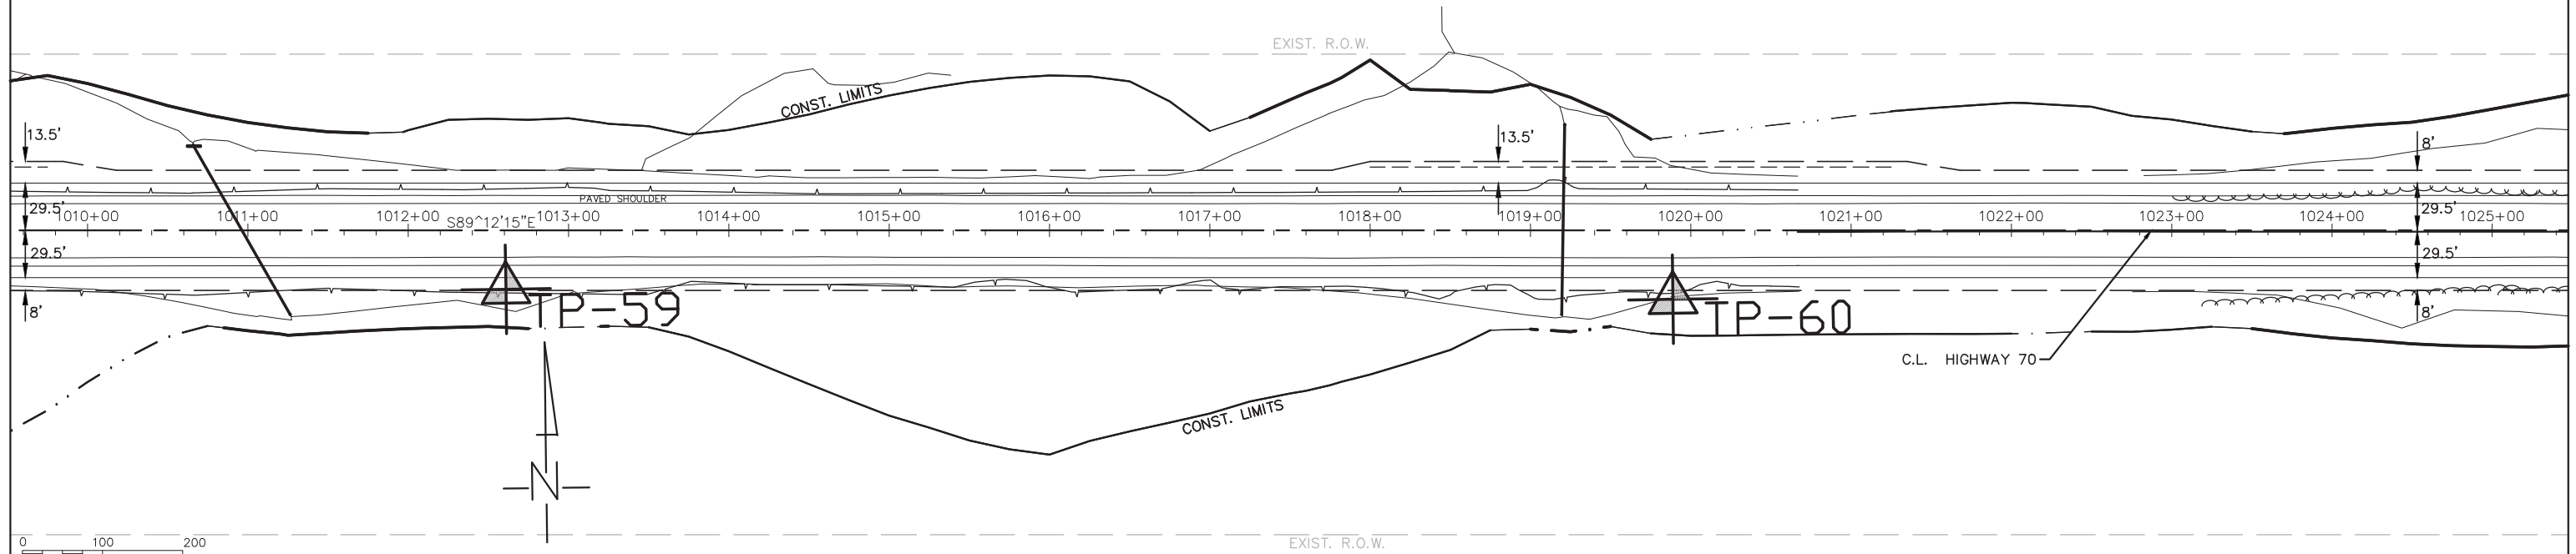 EXIST. R.O.W.
CONST. LIMITS
13.5'
13.5'
8'
PAVED SHOULDER
29.5'
29.5'
1010+00 1011+00 1012+00 1013+00 1014+00 1015+00 1016+00 1017+00 1018+00 1019+00 1020+00 1021+00 1022+00 1023+00 1024+00 1025+00
S89^12'15"E
29.5'
29.5'
8'
TP-59
TP-60
8'
C.L. HIGHWAY 70
CONST. LIMITS
N
0 100 200
EXIST. R.O.W.